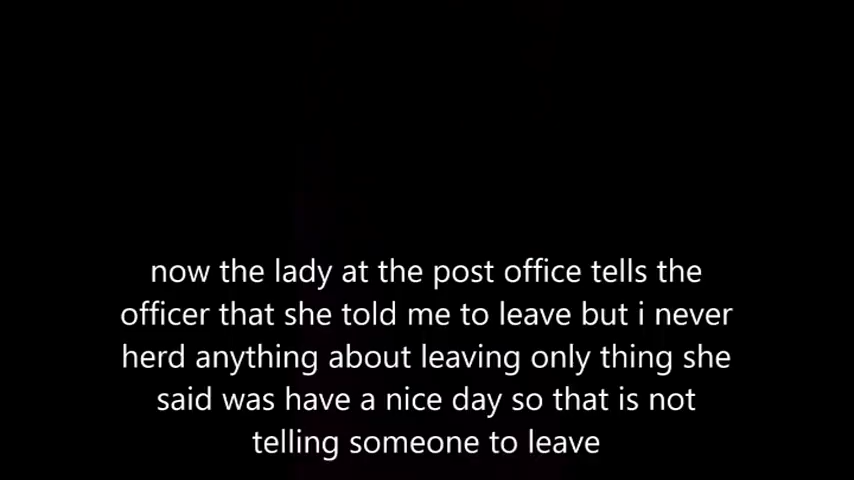 now the lady at the post office tells the
officer that she told me to leave but i never
herd anything about leaving only thing she
said was have a nice day so that is not
telling someone to leave